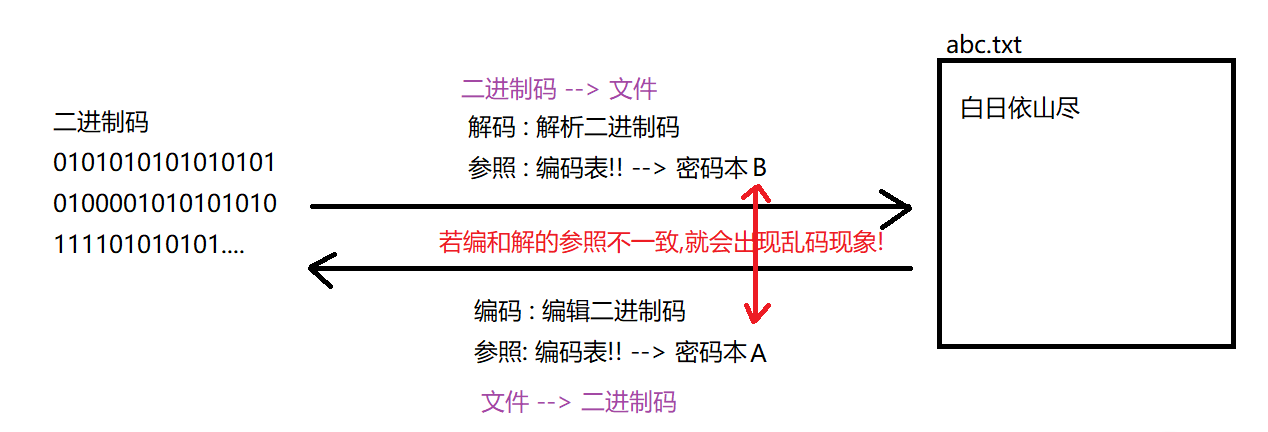 abc.txt
白日依山尽
二进制码 --> 文件
解码 : 解析二进制码
参照 : 编码表!! --> 密码本 B
二进制码
0101010101010101
0100001010101010
111101010101....
若编和解的参照不一致,就会出现乱码现象!
编码 : 编辑二进制码
参照: 编码表!! --> 密码本 A
文件 --> 二进制码